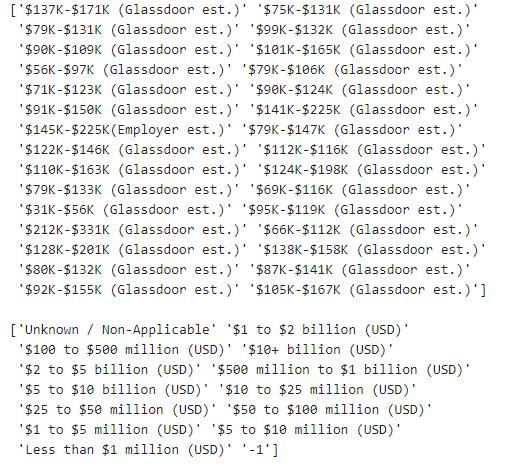 ['$137K-$171K (Glassdoor est.)' '$75K-$131K (Glassdoor est.)'
'$79K-$131K (Glassdoor est.)' '$99K-$132K (Glassdoor est.)'
'$90K-$109K (Glassdoor est.)' '$101K-$165K (Glassdoor est.)'
'$56K-$97K (Glassdoor est.)' '$79K-$106K (Glassdoor est.)'
'$71K-$123K (Glassdoor est.)' '$90K-$124K (Glassdoor est.)'
'$91K-$150K (Glassdoor est.)' '$141K-$225K (Glassdoor est.)'
'$145K-$225K(Employer est.)' '$79K-$147K (Glassdoor est.)'
'$122K-$146K (Glassdoor est.)' '$112K-$116K (Glassdoor est.)'
'$110K-$163K (Glassdoor est.)' '$124K-$198K (Glassdoor est.)'
'$79K-$133K (Glassdoor est.)' '$69K-$116K (Glassdoor est.)'
'$31K-$56K (Glassdoor est.)' '$95K-$119K (Glassdoor est.)'
'$212K-$331K (Glassdoor est.)' '$66K-$112K (Glassdoor est.)'
'$128K-$201K (Glassdoor est.)' '$138K-$158K (Glassdoor est.)'
'$80K-$132K (Glassdoor est.)' '$87K-$141K (Glassdoor est.)'
'$92K-$155K (Glassdoor est.)' '$105K-$167K (Glassdoor est.)']
['Unknown / Non-Applicable' '$1 to $2 billion (USD)'
'$100 to $500 million (USD)' '$10+ billion (USD)'
'$2 to $5 billion (USD)' '$500 million to $1 billion (USD)'
'$5 to $10 billion (USD)' '$10 to $25 million (USD)'
'$25 to $50 million (USD)' '$50 to $100 million (USD)'
'$1 to $5 million (USD)' '$5 to $10 million (USD)'
'Less than $1 million (USD)' '-1']